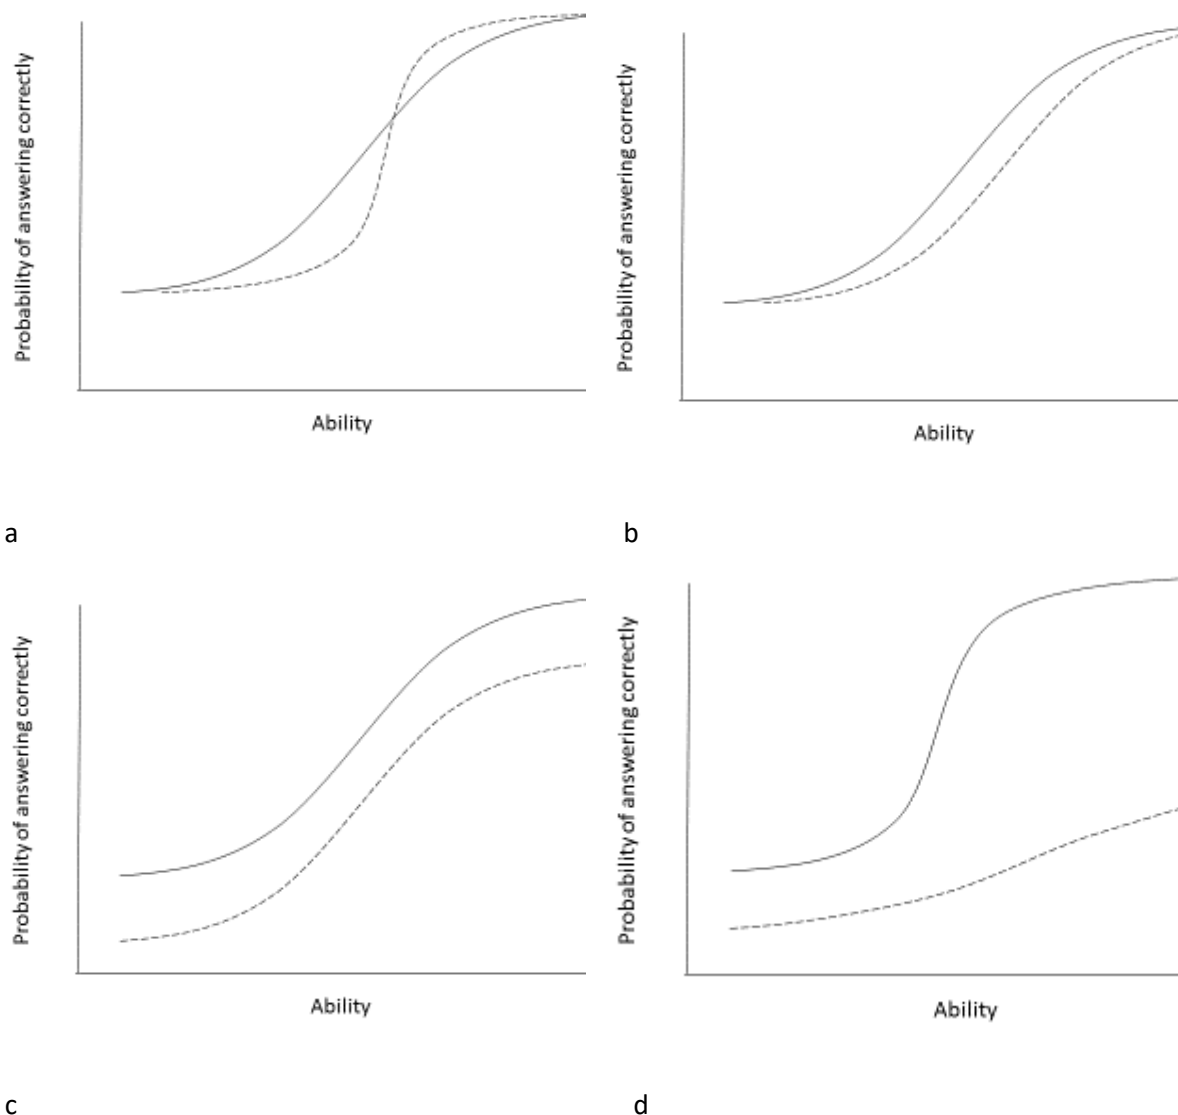 Probability of answering correctly
Ability
a
Probability of answering correctly
Ability
b
Probability of answering correctly
Ability
c
Probability of answering correctly
Ability
d